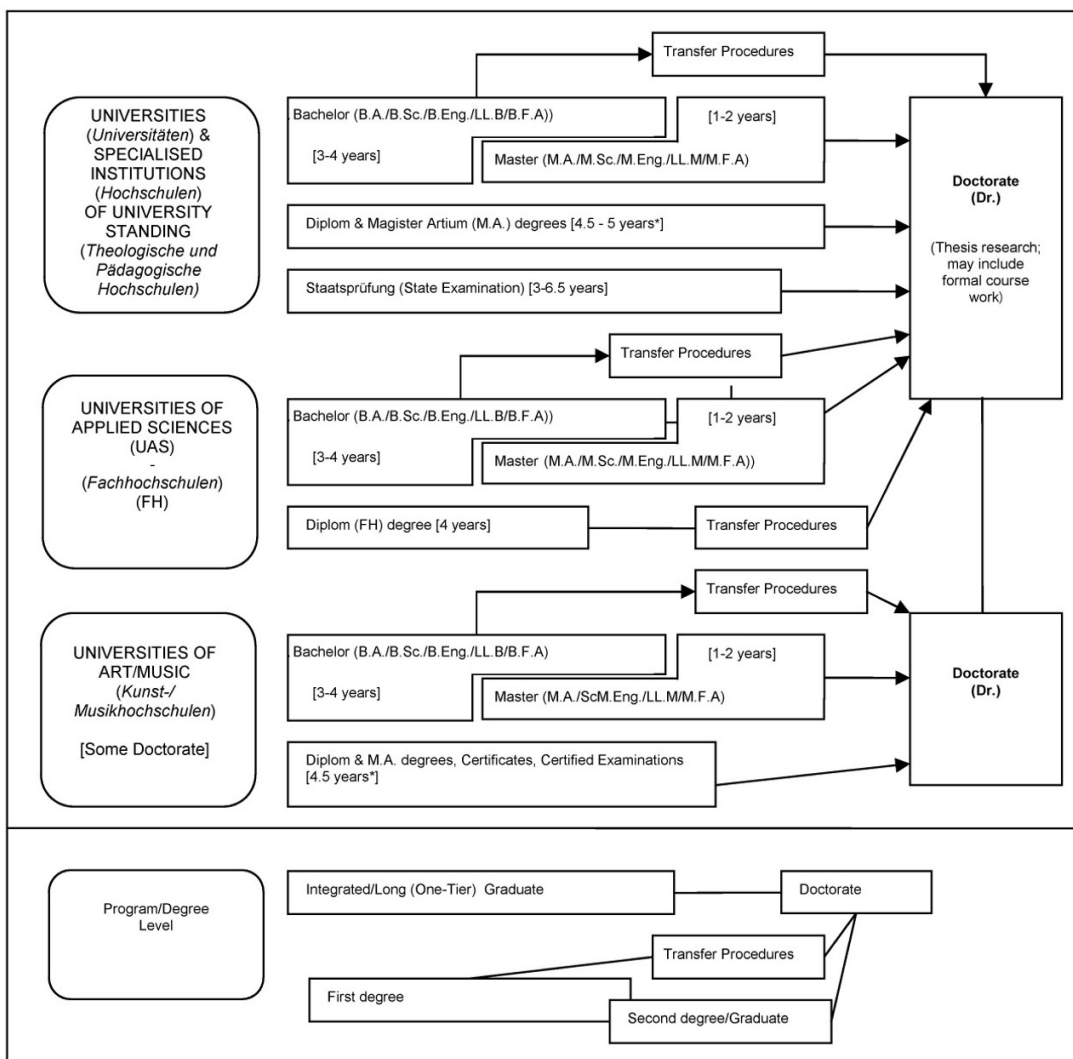 Transfer Procedures
UNIVERSITIES
(Universitäten) &
SPECIALISED
INSTITUTIONS
(Hochschulen)
OF UNIVERSITY
STANDING
(Theologische und
Pädagogische
Hochschulen)
. Bachelor (B.A./B.Sc./B.Eng./LL.B/B.F.A))
[3-4 years]
[1-2 years]
Master (M.A./M.Sc./M.Eng./LL.M/M.F.A)
Diplom & Magister Artium (M.A.) degrees [4.5 - 5 years*]
Staatsprüfung (State Examination) [3-6.5 years]
Doctorate
(Dr.)
(Thesis research;
may include
formal course
work)
Transfer Procedures
UNIVERSITIES OF
APPLIED SCIENCES
(UAS)
-
(Fachhochschulen)
(FH)
. Bachelor (B.A./B.Sc./B.Eng./LL.B/B.F.A))
[3-4 years]
[1-2 years]
Master (M.A./M.Sc./M.Eng./LL.M/M.F.A))
Diplom (FH) degree [4 years]
Transfer Procedures
Transfer Procedures
UNIVERSITIES OF
ART/MUSIC
(Kunst-/
Musikhochschulen)
[Some Doctorate]
. Bachelor (B.A./B.Sc./B.Eng./LL.B/B.F.A)
[3-4 years]
[1-2 years]
Master (M.A./ScM.Eng./LL.M/M.F.A)
Diplom & M.A. degrees, Certificates, Certified Examinations
[4.5 years*]
Doctorate
(Dr.)
Program/Degree
Level
Integrated/Long (One-Tier) Graduate
Doctorate
Transfer Procedures
First degree
Second degree/Graduate